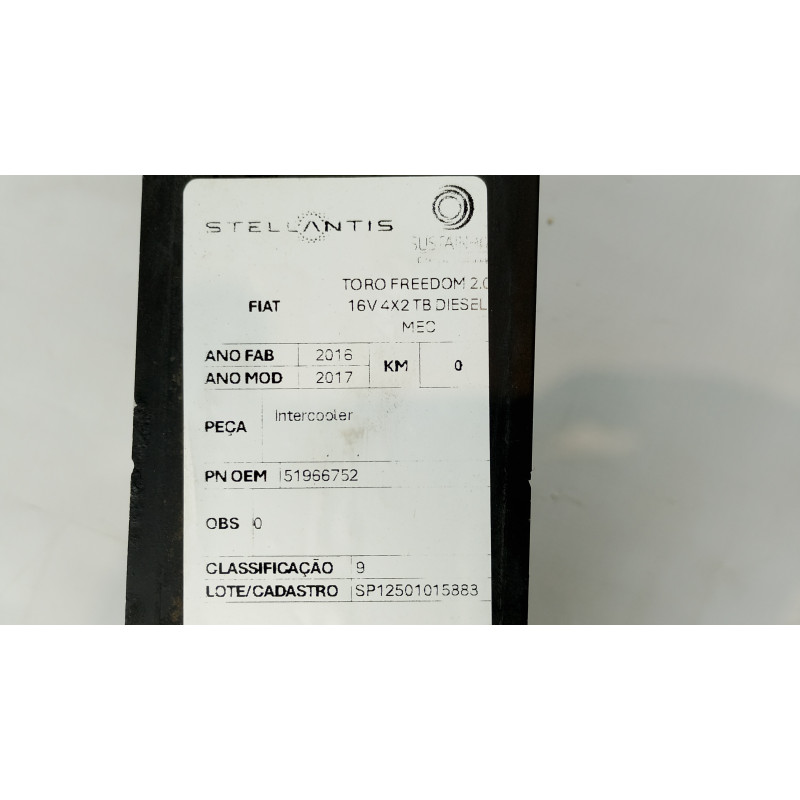 STELLANTIS
FIAT
TORO FREEDOM 2.0
16V 4X2 TB DIESEL
MEC
ANO FAB 2016
ANO MOD 2017
KM 0
PEÇA Intercooler
PN OEM 51966752
OBS 0
CLASSIFICAÇÃO 9
LOTE/CADASTRO SP12501015883